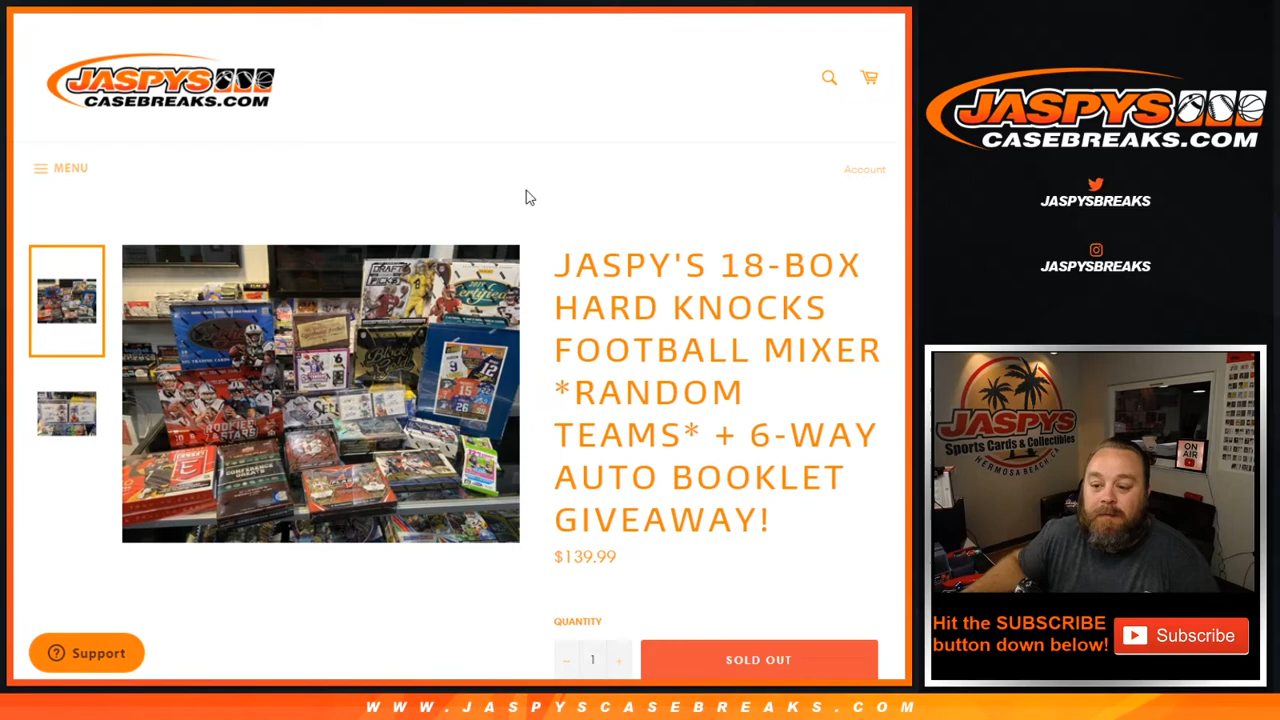 JASPYS
CASEBREAKS.COM
MENU
Account
JASPY'S 18-BOX
HARD KNOCKS
FOOTBALL MIXER
*RANDOM
TEAMS* + 6-WAY
AUTO BOOKLET
GIVEAWAY!
$139.99
QUANTITY
− 1 +
SOLD OUT
Support
JASPYS
CASEBREAKS.COM
JASPYSBREAKS
JASPYSBREAKS
JASPYS
Sports Cards & Collectibles
HERMOSA BEACH, CA
ON
AIR
Hit the SUBSCRIBE
button down below!
Subscribe
WWW.JASPYSCASEBREAKS.COM